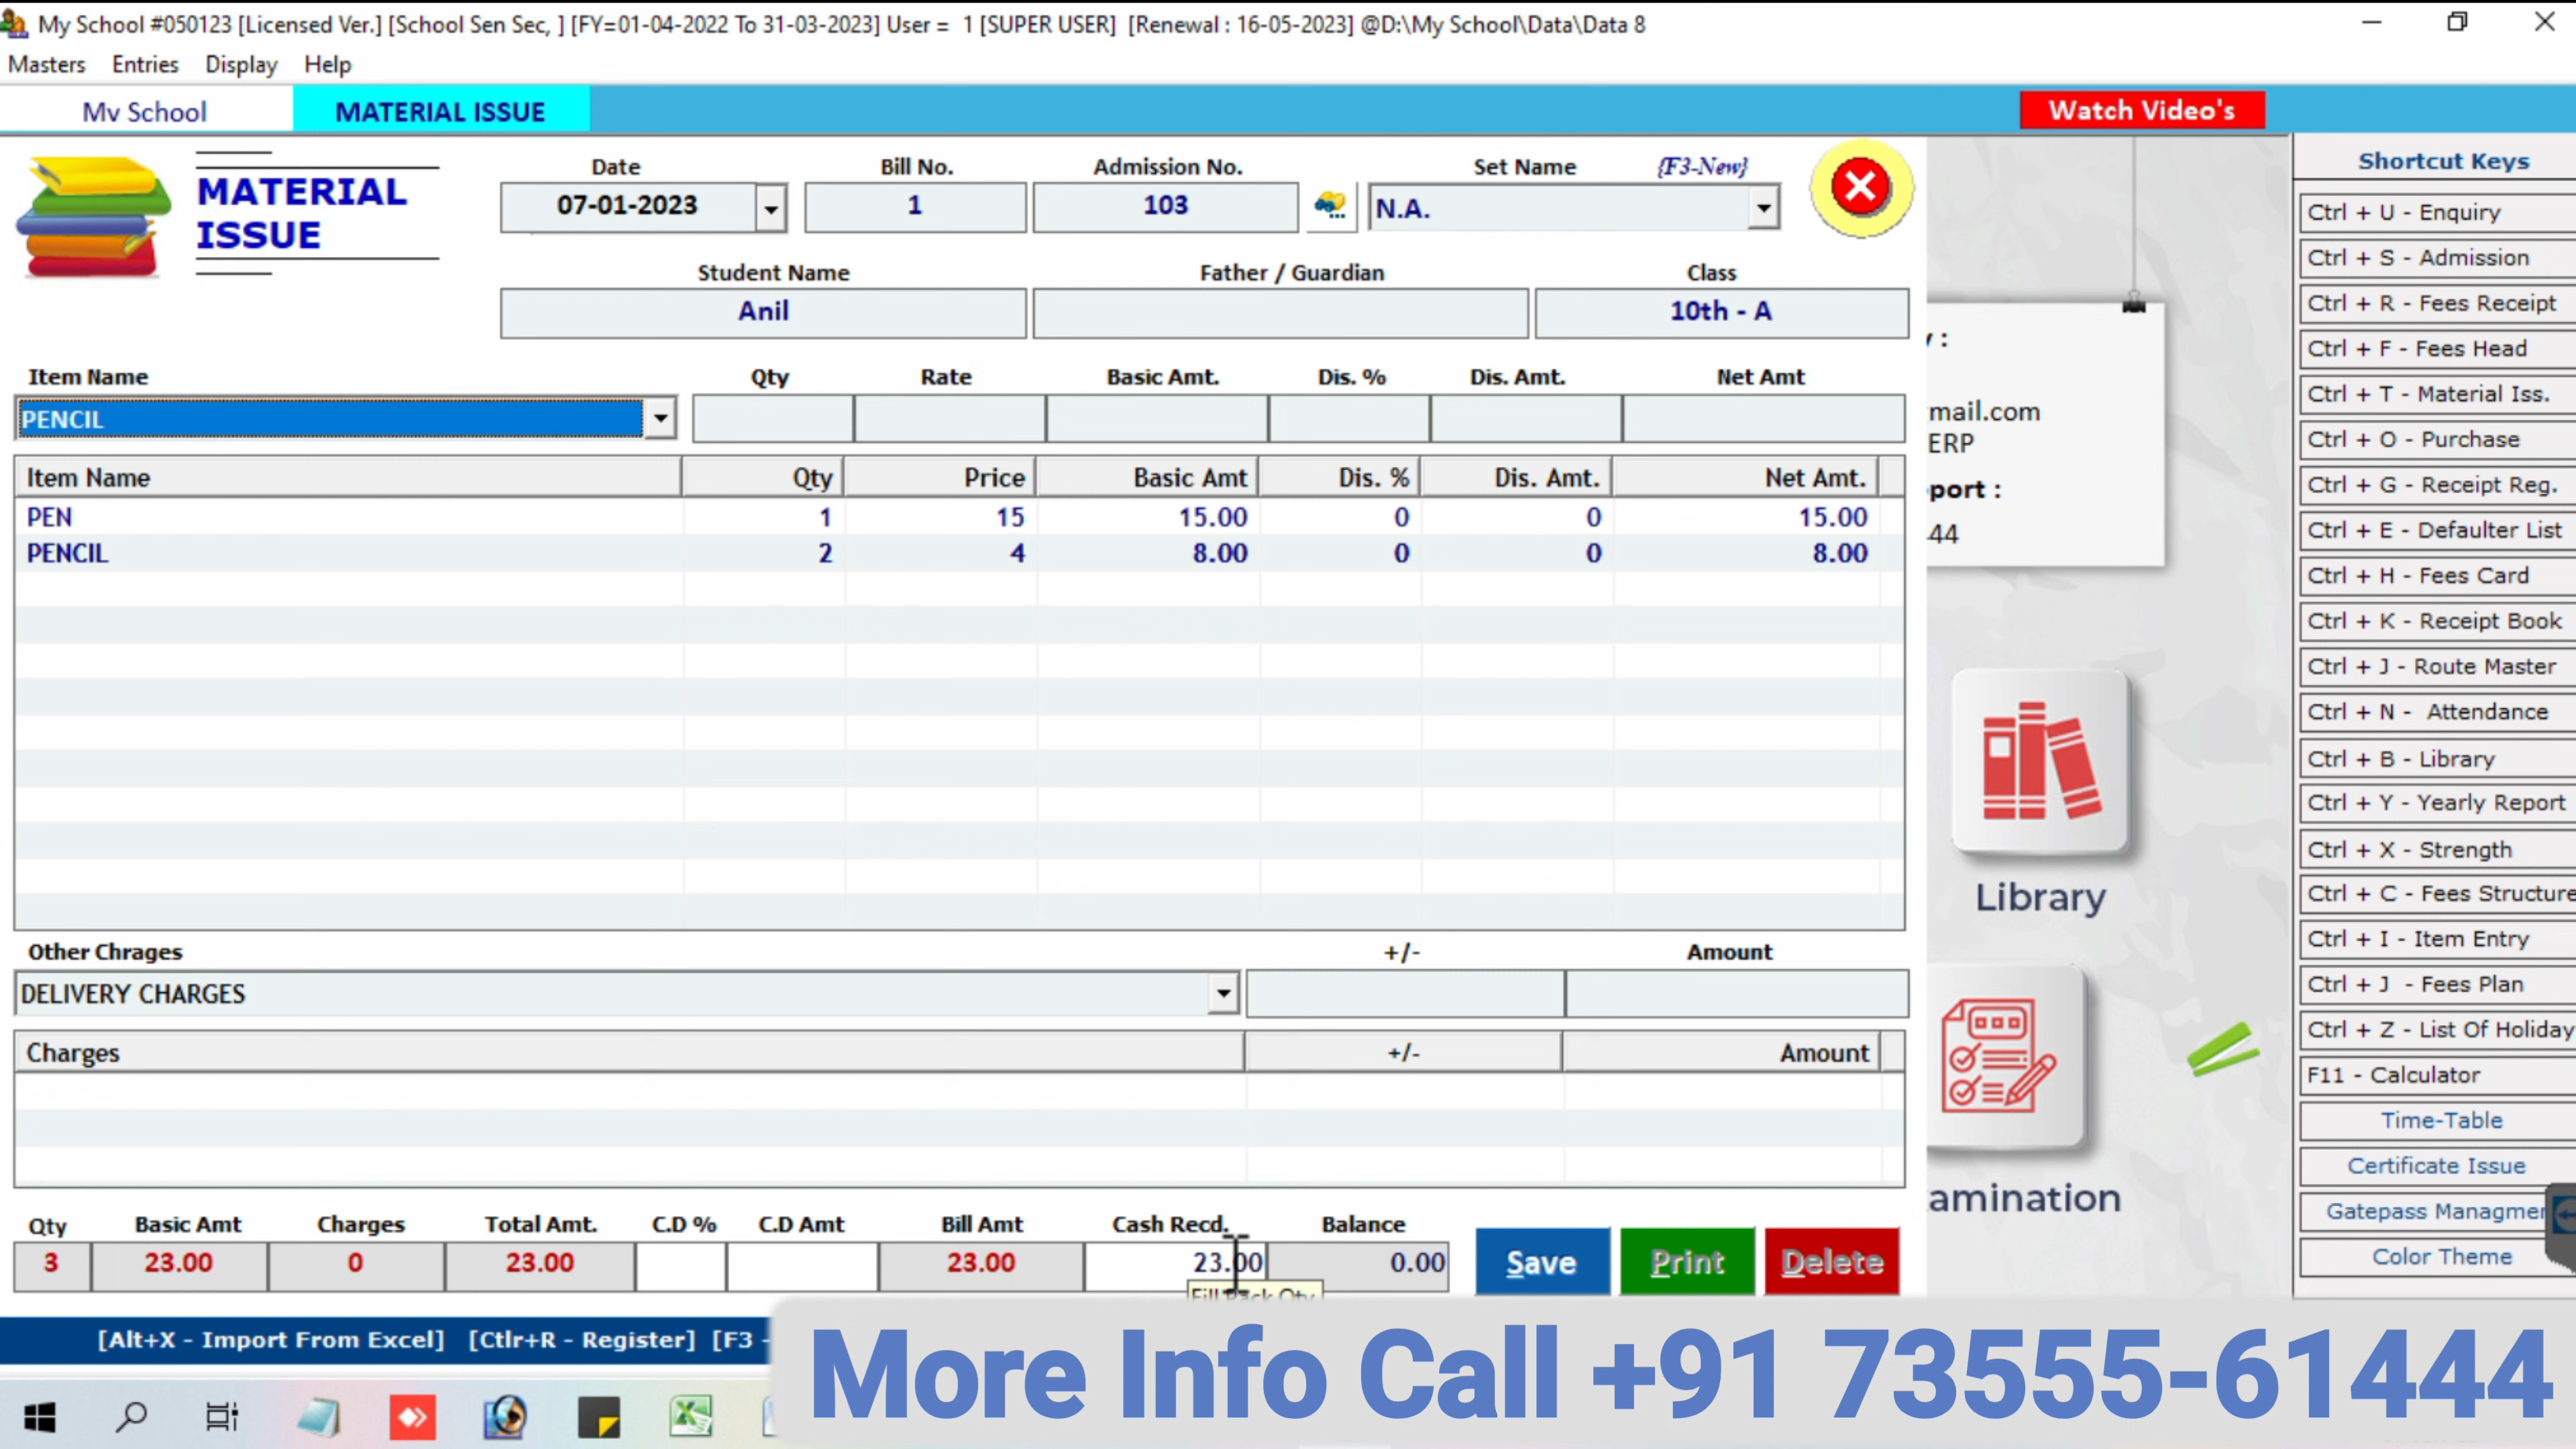 My School #050123 [Licensed Ver.] [School Sen Sec, ] [FY=01-04-2022 To 31-03-2023] User = 1 [SUPER USER] [Renewal : 16-05-2023] @D:\My School\Data\Data 8
Masters Entries Display Help
My School MATERIAL ISSUE Watch Video's
MATERIAL
ISSUE
Date Bill No. Admission No. Set Name {F3-New}
07-01-2023 1 103 N.A.
Student Name Father / Guardian Class
Anil 10th - A
Item Name Qty Rate Basic Amt. Dis. % Dis. Amt. Net Amt
PENCIL
Item Name Qty Price Basic Amt Dis. % Dis. Amt. Net Amt.
PEN 1 15 15.00 0 0 15.00
PENCIL 2 4 8.00 0 0 8.00
Other Chrages +/- Amount
DELIVERY CHARGES
Charges +/- Amount
Qty Basic Amt Charges Total Amt. C.D % C.D Amt Bill Amt Cash Recd. Balance
3 23.00 0 23.00 23.00 23.00 0.00
Save Print Delete
[Alt+X - Import From Excel] [Ctlr+R - Register] [F3 -
y :
mail.com
ERP
port :
44
Library
amination
Shortcut Keys
Ctrl + U - Enquiry
Ctrl + S - Admission
Ctrl + R - Fees Receipt
Ctrl + F - Fees Head
Ctrl + T - Material Iss.
Ctrl + O - Purchase
Ctrl + G - Receipt Reg.
Ctrl + E - Defaulter List
Ctrl + H - Fees Card
Ctrl + K - Receipt Book
Ctrl + J - Route Master
Ctrl + N - Attendance
Ctrl + B - Library
Ctrl + Y - Yearly Report
Ctrl + X - Strength
Ctrl + C - Fees Structure
Ctrl + I - Item Entry
Ctrl + J - Fees Plan
Ctrl + Z - List Of Holiday
F11 - Calculator
Time-Table
Certificate Issue
Gatepass Managmer
Color Theme
More Info Call +91 73555-61444